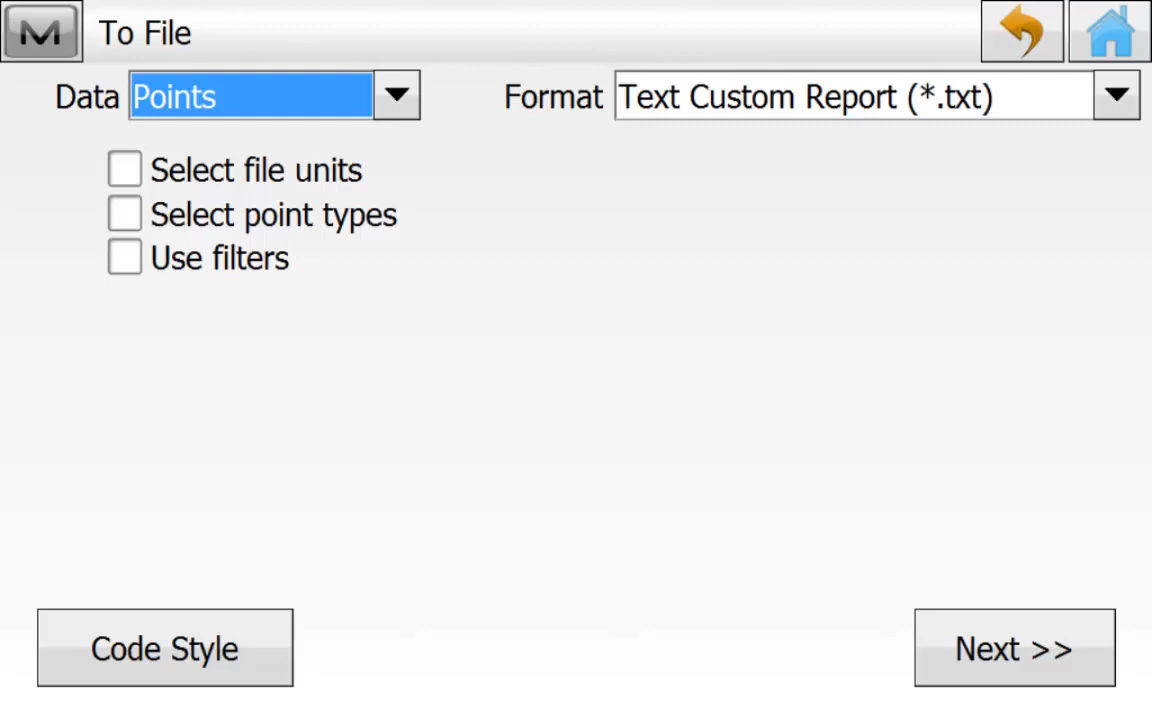 M To File
Data Points Format Text Custom Report (*.txt)
Select file units
Select point types
Use filters
Code Style Next >>